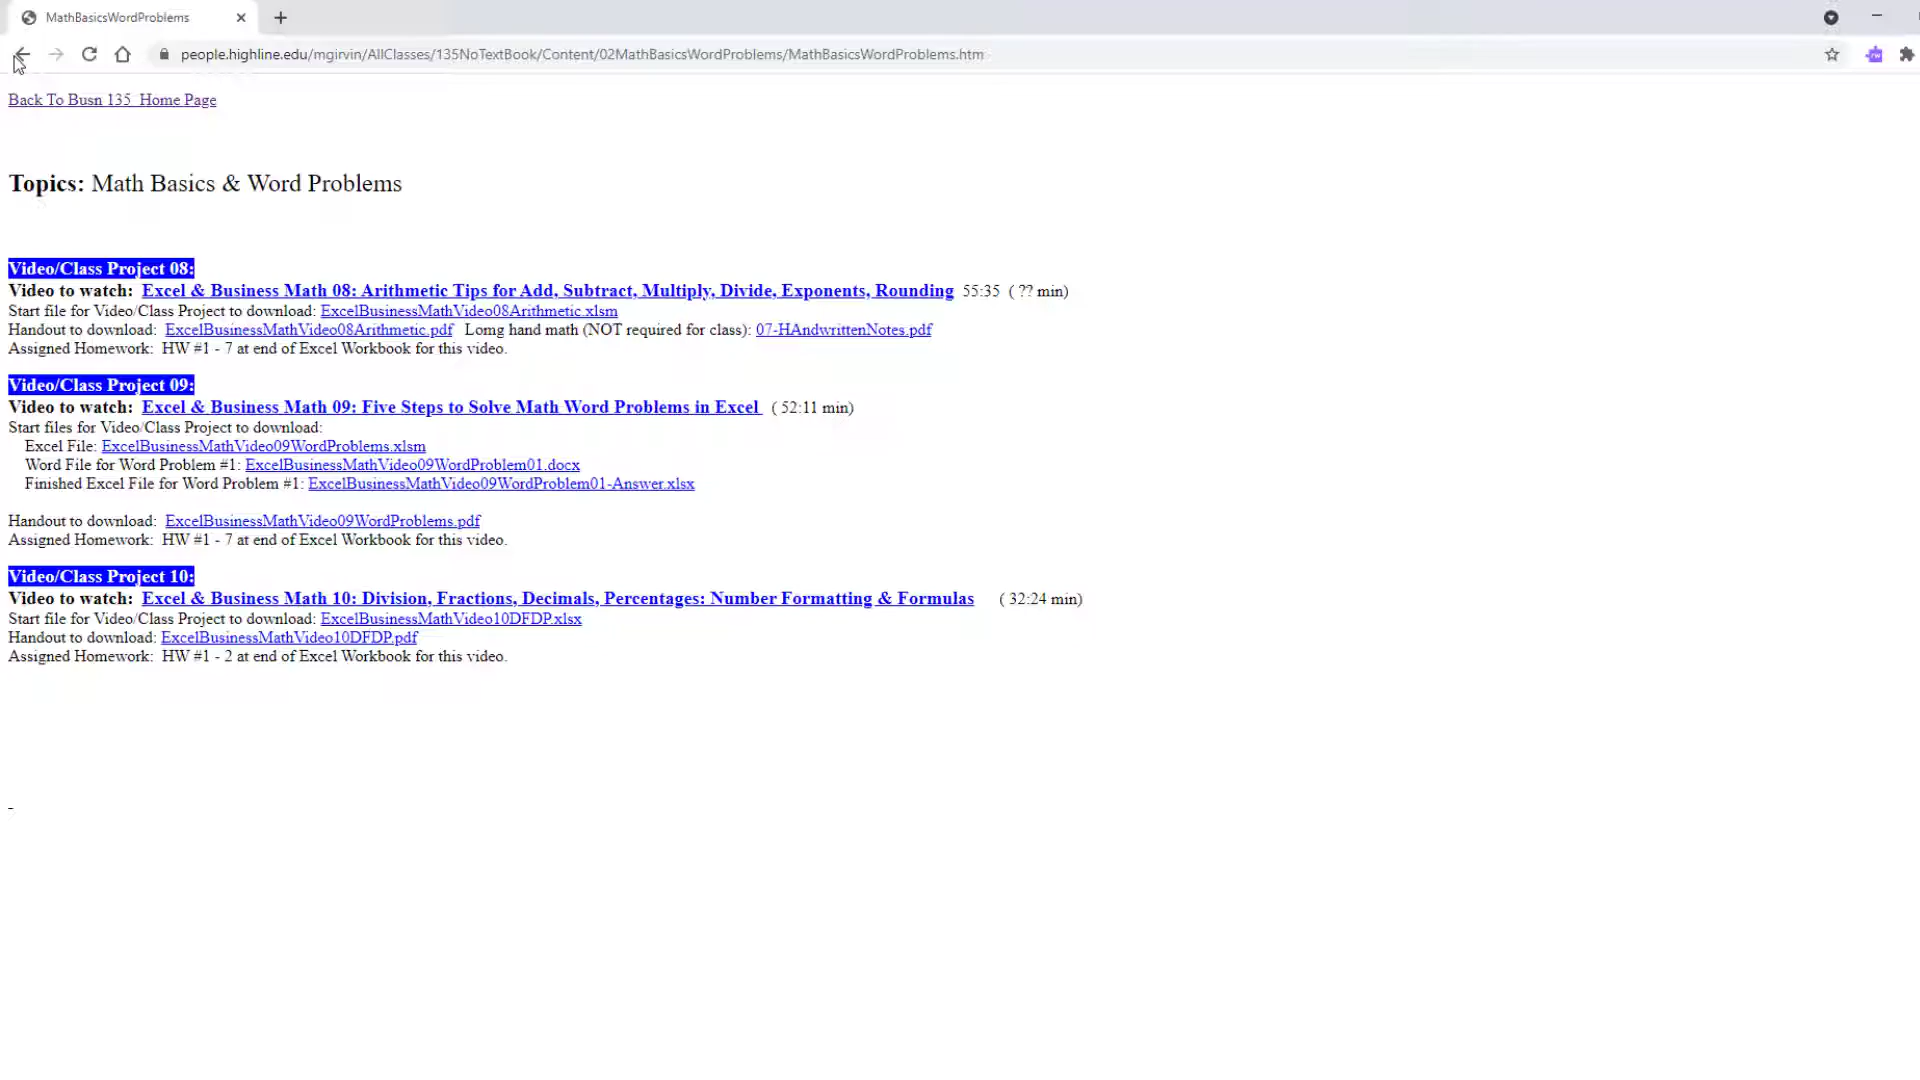 MathBasicsWordProblems
people.highline.edu/mgirvin/AllClasses/135NoTextBook/Content/02MathBasicsWordProblems/MathBasicsWordProblems.htm
Back To Busn 135  Home Page
Topics: Math Basics & Word Problems
Video/Class Project 08:
Video to watch:  Excel & Business Math 08: Arithmetic Tips for Add, Subtract, Multiply, Divide, Exponents, Rounding  55:35  ( ?? min)
Start file for Video/Class Project to download: ExcelBusinessMathVideo08Arithmetic.xlsm
Handout to download:  ExcelBusinessMathVideo08Arithmetic.pdf   Lomg hand math (NOT required for class): 07-HAndwrittenNotes.pdf
Assigned Homework:  HW #1 - 7 at end of Excel Workbook for this video.
Video/Class Project 09:
Video to watch:  Excel & Business Math 09: Five Steps to Solve Math Word Problems in Excel   ( 52:11 min)
Start files for Video/Class Project to download:
Excel File: ExcelBusinessMathVideo09WordProblems.xlsm
Word File for Word Problem #1: ExcelBusinessMathVideo09WordProblem01.docx
Finished Excel File for Word Problem #1: ExcelBusinessMathVideo09WordProblem01-Answer.xlsx
Handout to download:  ExcelBusinessMathVideo09WordProblems.pdf
Assigned Homework:  HW #1 - 7 at end of Excel Workbook for this video.
Video/Class Project 10:
Video to watch:  Excel & Business Math 10: Division, Fractions, Decimals, Percentages: Number Formatting & Formulas    ( 32:24 min)
Start file for Video/Class Project to download: ExcelBusinessMathVideo10DFDP.xlsx
Handout to download: ExcelBusinessMathVideo10DFDP.pdf
Assigned Homework:  HW #1 - 2 at end of Excel Workbook for this video.